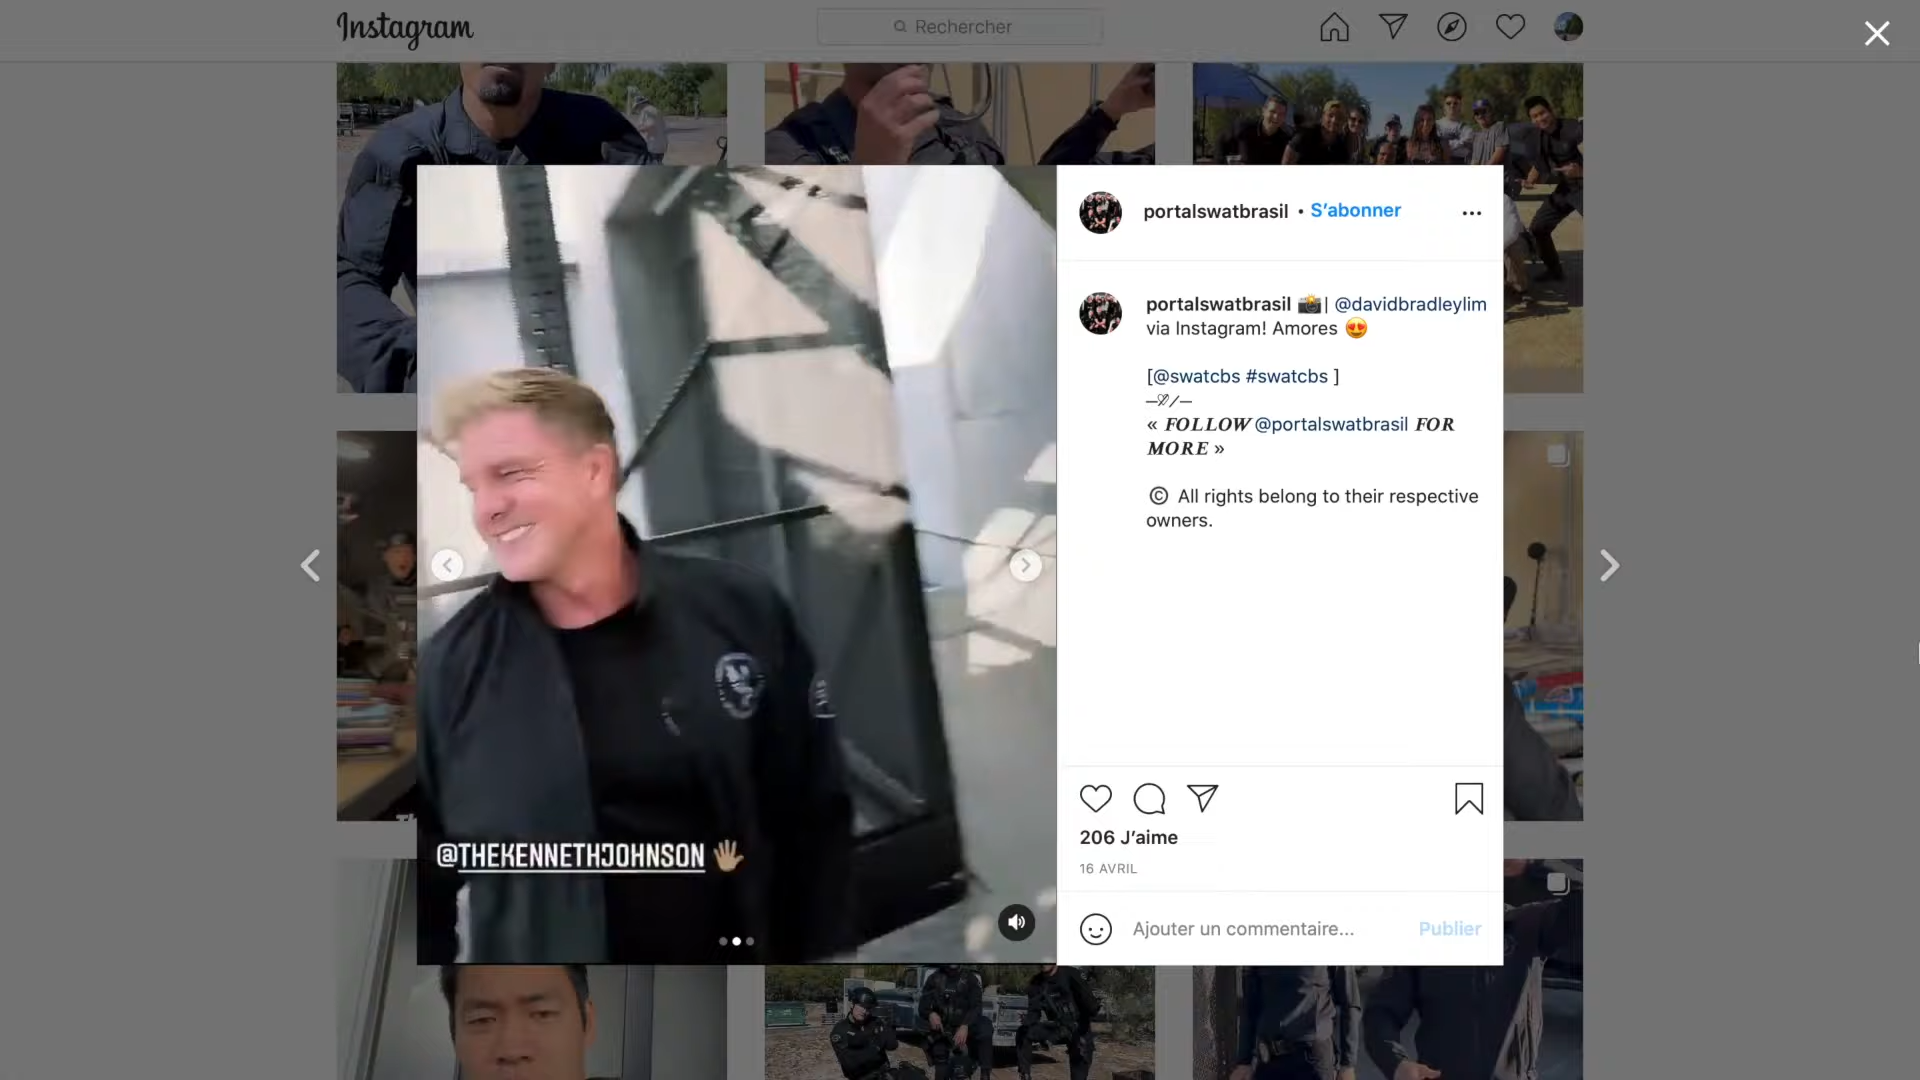 Instagram
Rechercher
portalswatbrasil • S'abonner
portalswatbrasil 📸| @davidbradleylim
via Instagram! Amores 😍
[@swatcbs #swatcbs ]
« FOLLOW @portalswatbrasil FOR
MORE »
© All rights belong to their respective
owners.
@THEKENNETHJOHNSON 🖐🏽
206 J'aime
16 AVRIL
Ajouter un commentaire...
Publier